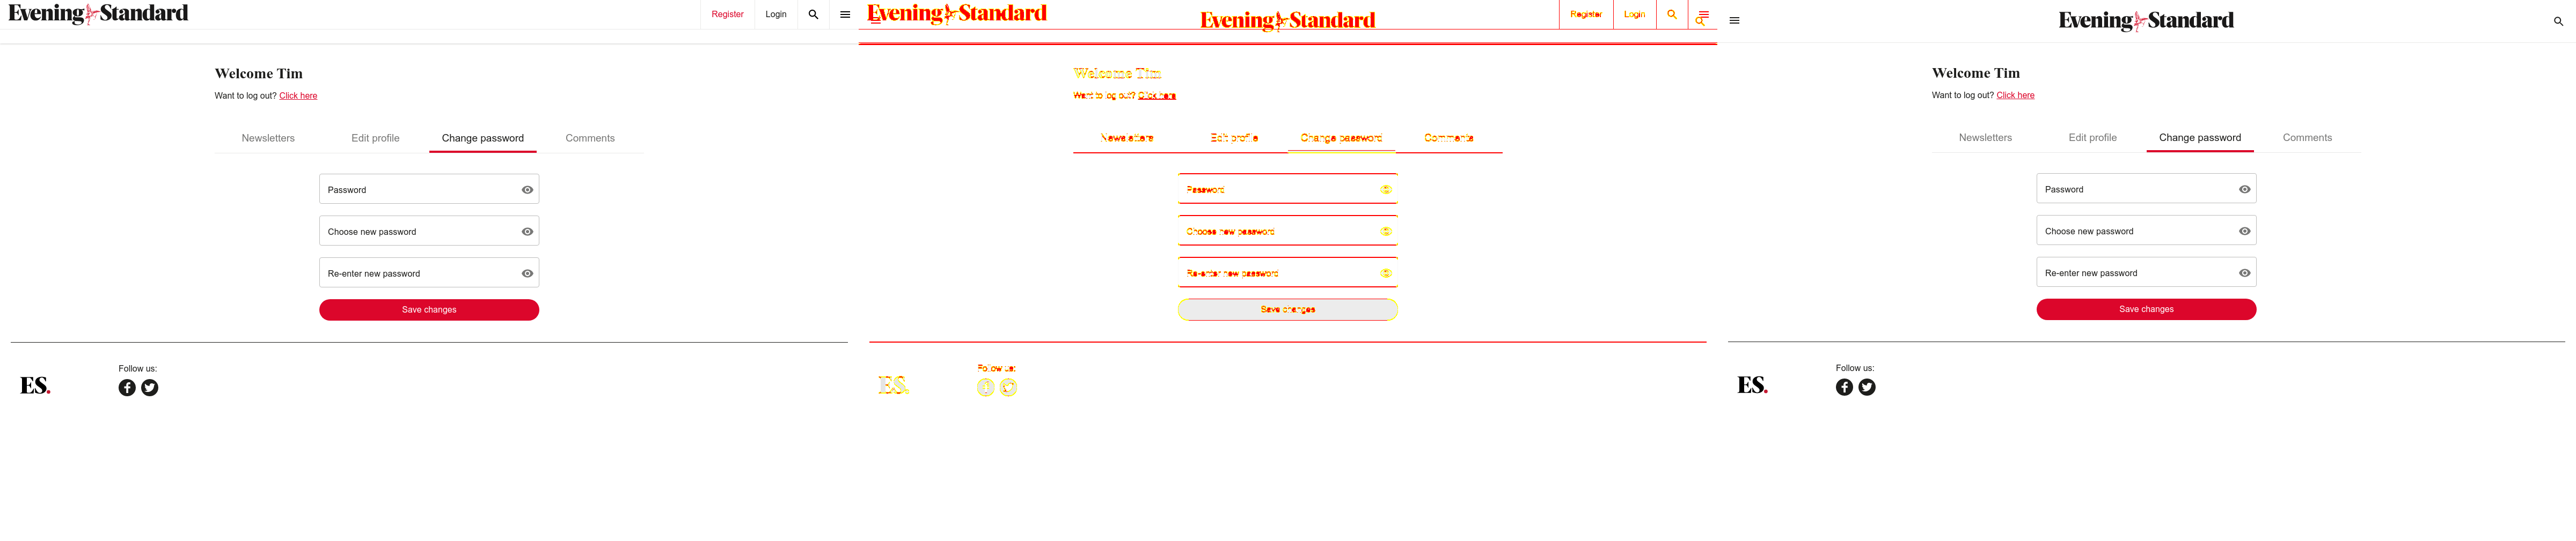 Evening Standard
Register Login
Welcome Tim
Want to log out? Click here
Newsletters Edit profile Change password Comments
Password
Choose new password
Re-enter new password
Save changes
ES.
Follow us:
Evening Standard
Evening Standard
Register Login
Welcome Tim
Want to log out? Click here
Newsletters Edit profile Change password Comments
Password
Choose new password
Re-enter new password
Save changes
ES.
Follow us:
Evening Standard
Welcome Tim
Want to log out? Click here
Newsletters Edit profile Change password Comments
Password
Choose new password
Re-enter new password
Save changes
ES.
Follow us: